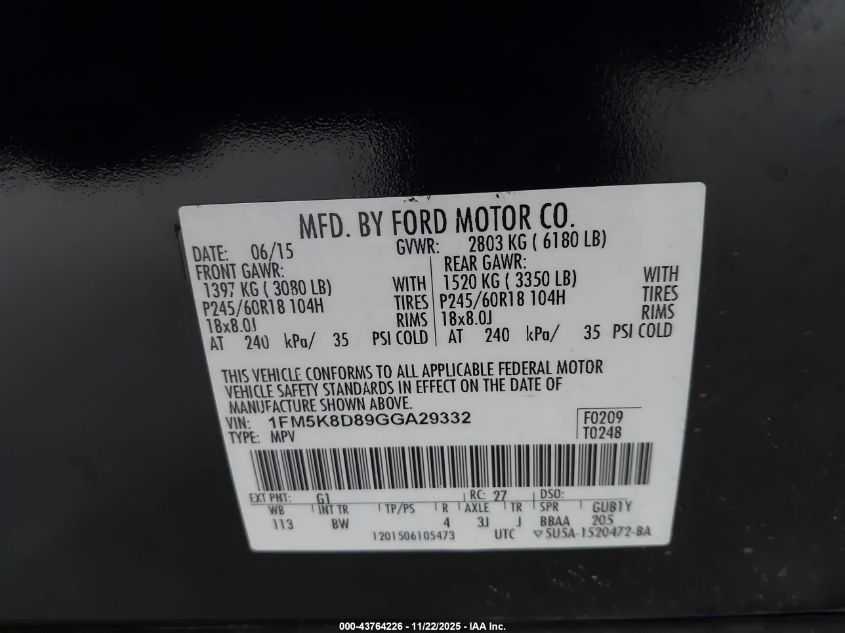 MFD. BY FORD MOTOR CO.
DATE: 06/15 GVWR: 2803 KG ( 6180 LB)
FRONT GAWR: REAR GAWR:
1397 KG ( 3080 LB) WITH 1520 KG ( 3350 LB) WITH
P245/60R18 104H TIRES P245/60R18 104H TIRES
18x8.0J RIMS 18x8.0J RIMS
AT 240 kPa/ 35 PSI COLD AT 240 kPa/ 35 PSI COLD
THIS VEHICLE CONFORMS TO ALL APPLICABLE FEDERAL MOTOR
VEHICLE SAFETY STANDARDS IN EFFECT ON THE DATE OF
MANUFACTURE SHOWN ABOVE.
VIN: 1FM5K8D89GGA29332 F0209
TYPE: MPV T0248
EXT PNT: G1 RC: 27 DSO:
WB INT TR TP/PS R AXLE TR SPR GUB1Y
113 BW 4 3J J BBAA 205
1201506105473 UTC ▽5U5A-1520472-BA
000-43764226 - 11/22/2025 - IAA Inc.